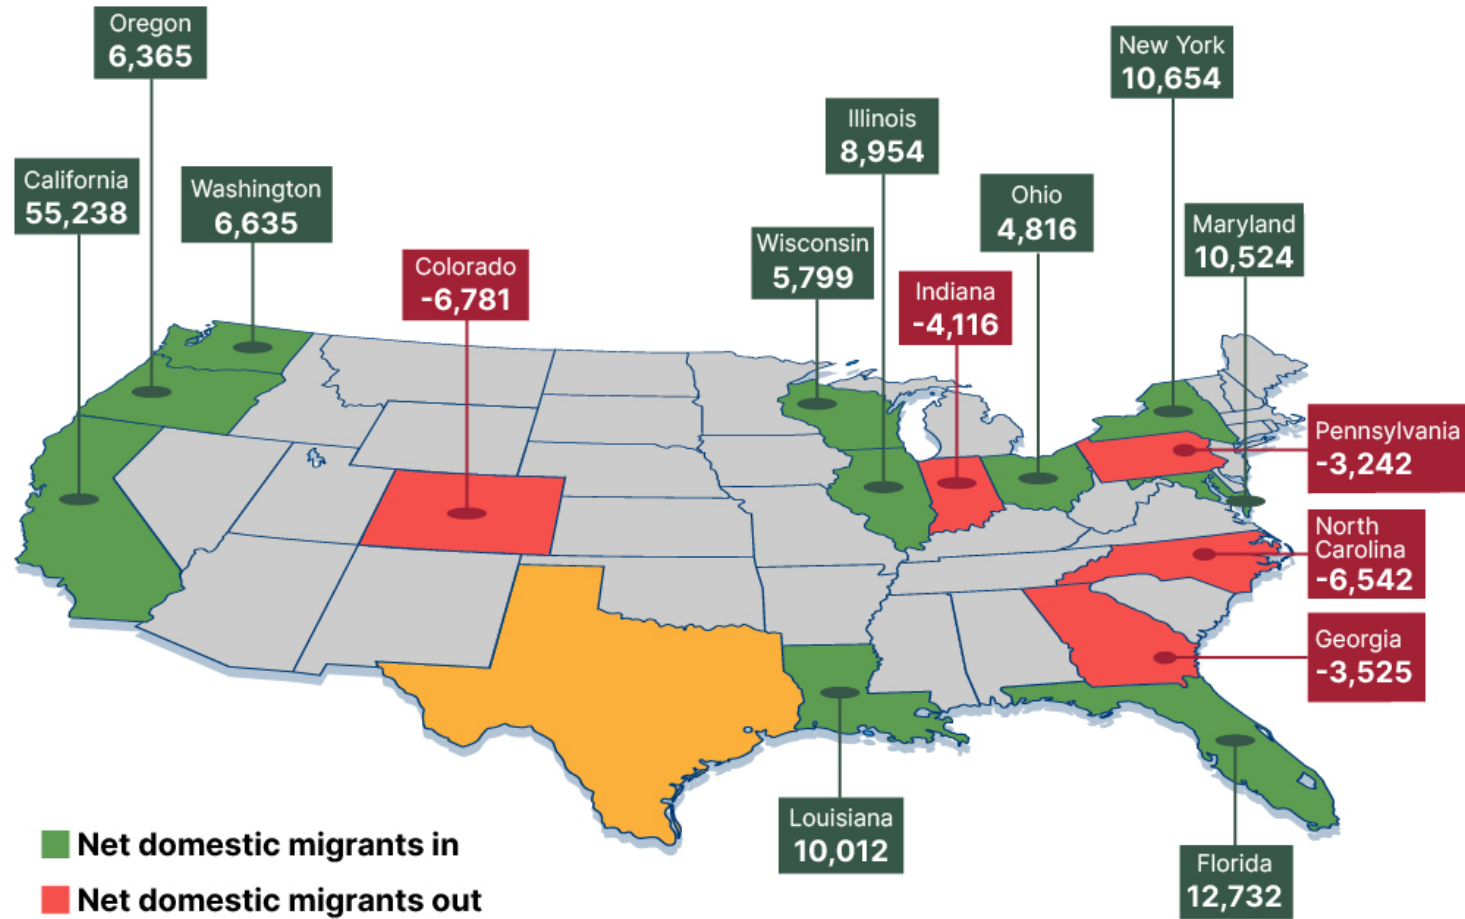 Oregon
6,365
New York
10,654
Illinois
8,954
California
55,238
Washington
6,635
Ohio
4,816
Maryland
10,524
Wisconsin
5,799
Colorado
-6,781
Indiana
-4,116
Pennsylvania
-3,242
North
Carolina
-6,542
Georgia
-3,525
Louisiana
10,012
Florida
12,732
Net domestic migrants in
Net domestic migrants out